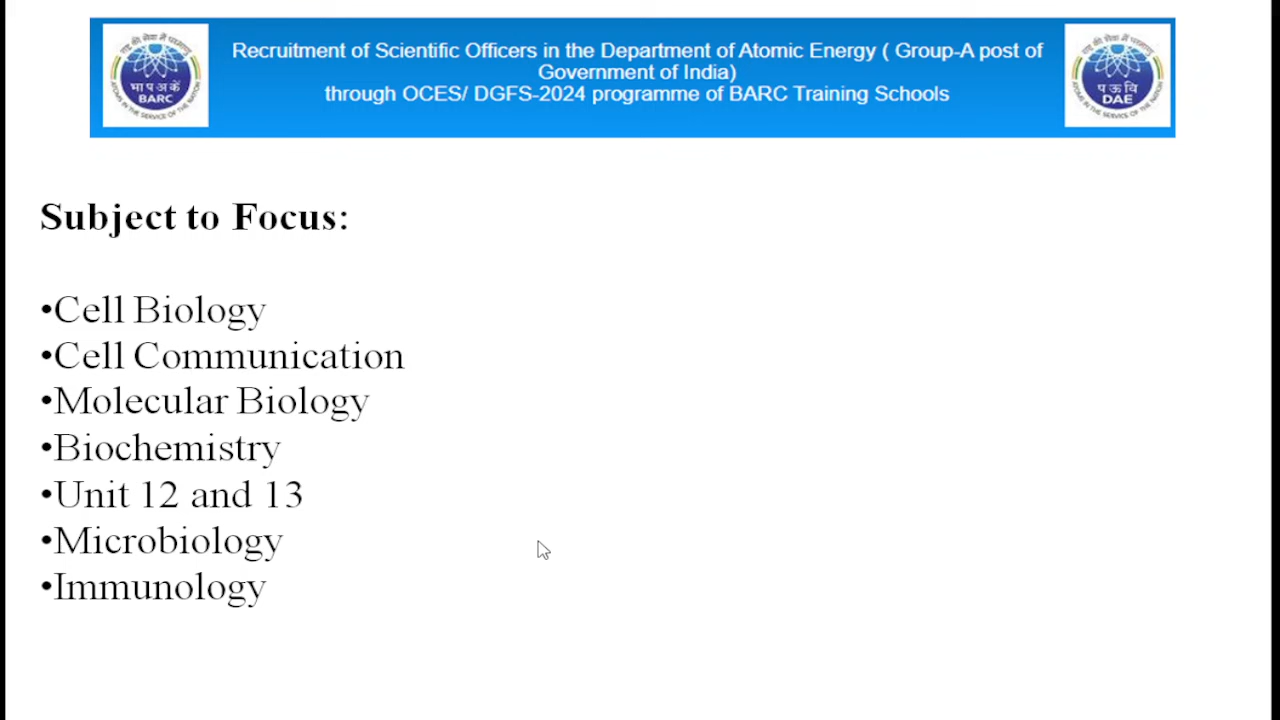 Recruitment of Scientific Officers in the Department of Atomic Energy ( Group-A post of
Government of India)
through OCES/ DGFS-2024 programme of BARC Training Schools
भा प अ कें
BARC
प ऊ वि
DAE
Subject to Focus:
•Cell Biology
•Cell Communication
•Molecular Biology
•Biochemistry
•Unit 12 and 13
•Microbiology
•Immunology